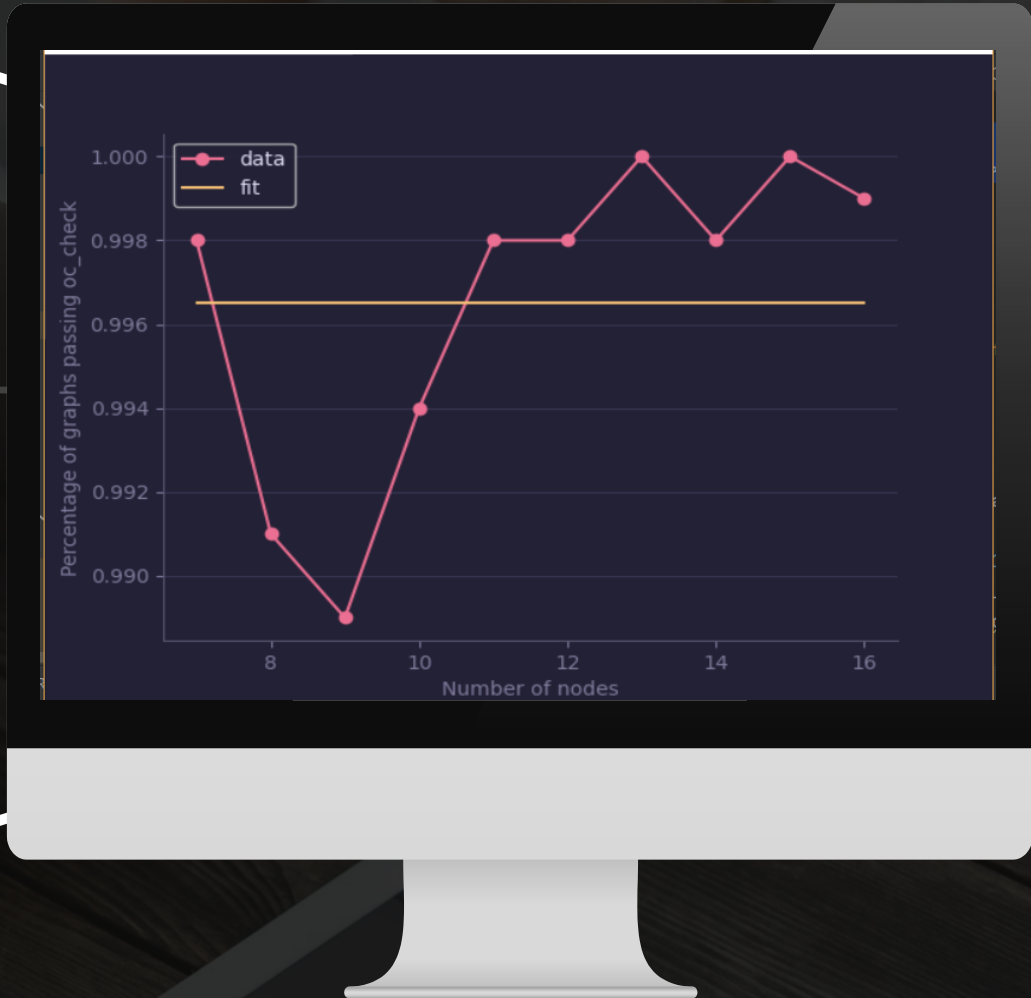 data
fit
Percentage of graphs passing oc_check
1.000
0.998
0.996
0.994
0.992
0.990
8 10 12 14 16
Number of nodes